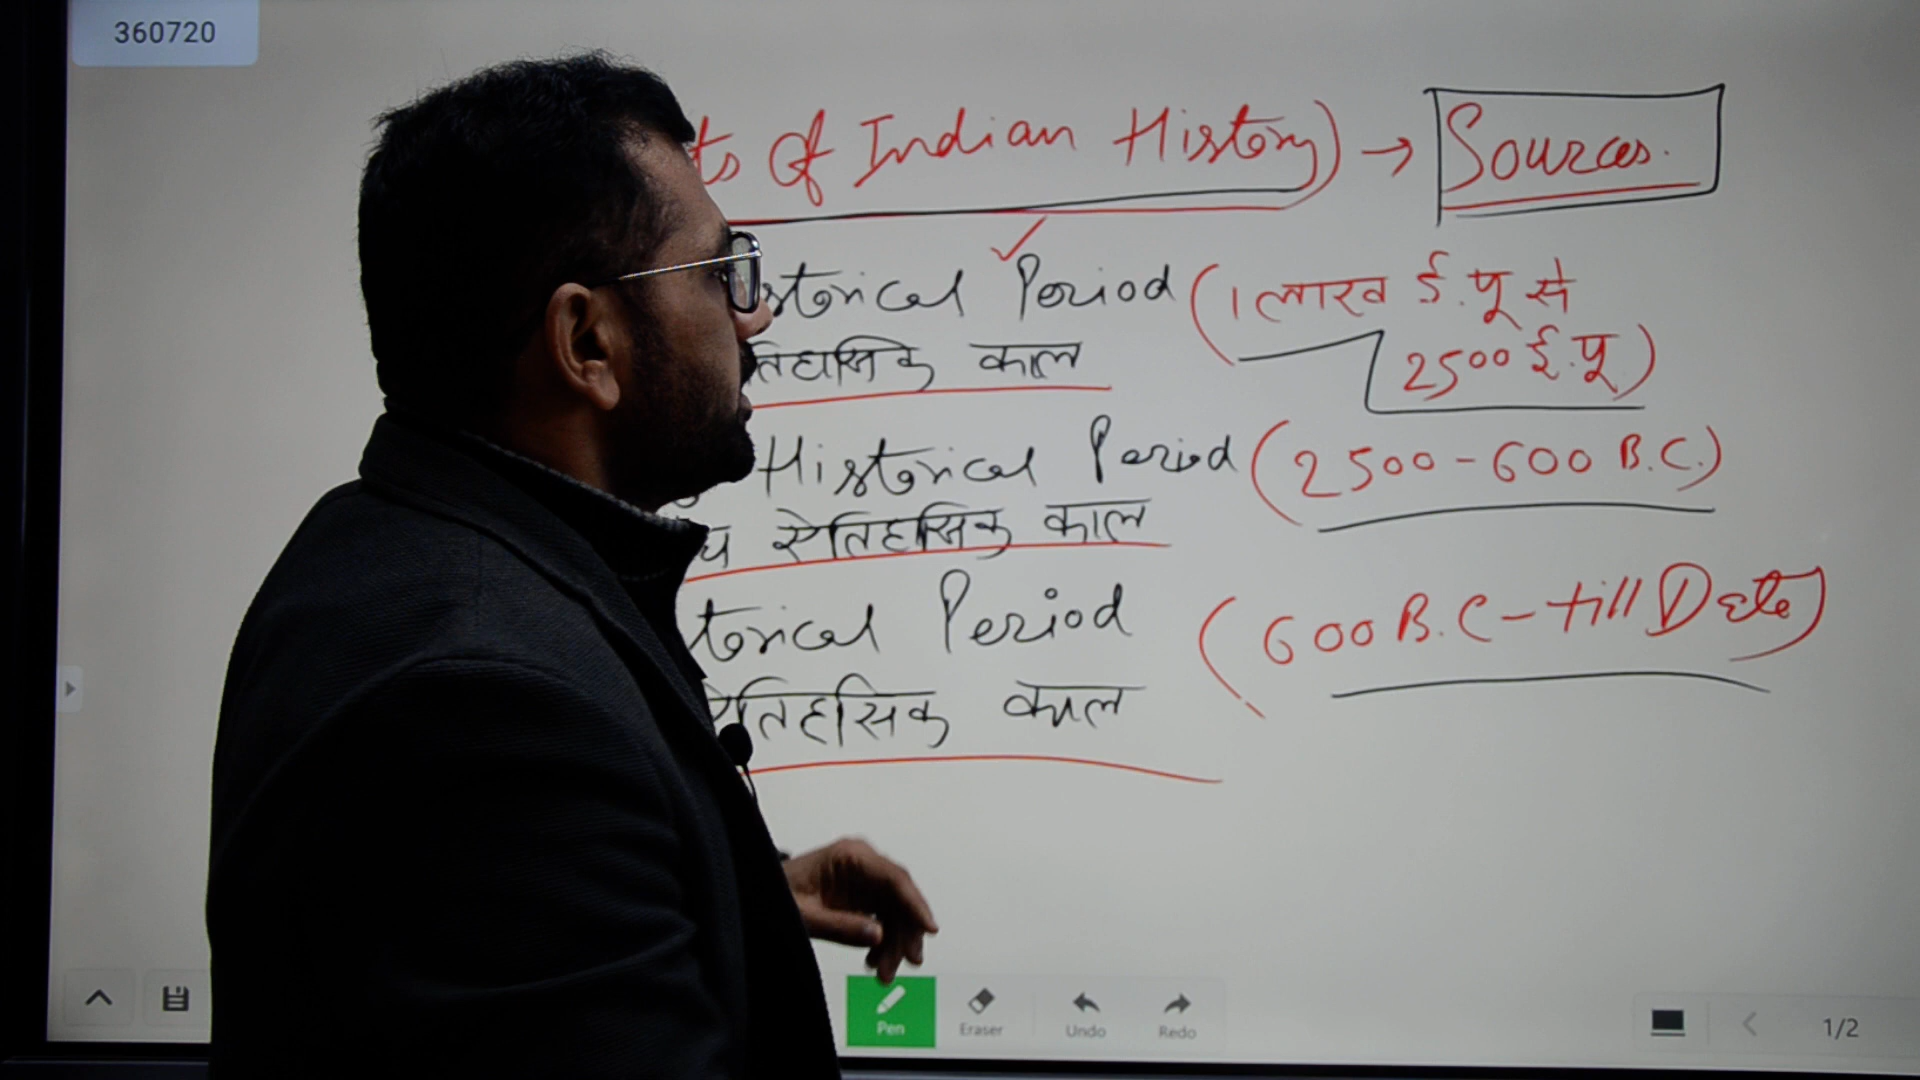 360720
ts Of Indian History) → Sources.
storical Period (1 लाख ई.पू से
तिहासिक काल 2500 ई.पू)
Historical Period (2500-600 B.C.)
ऐतिहासिक काल
torical Period (600 B.C - till Date)
ऐतिहसिक काल
Pen
Eraser
Undo
Redo
1/2